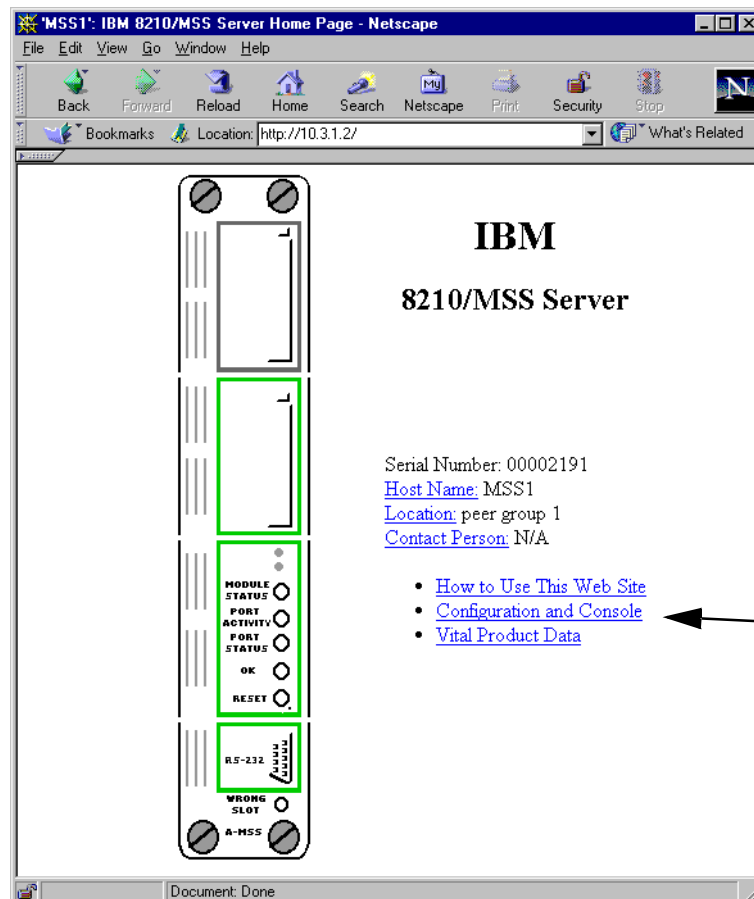 'MSS1': IBM 8210/MSS Server Home Page - Netscape
File Edit View Go Window Help
Back Forward Reload Home Search Netscape Print Security Stop
My
N
Bookmarks Location: http://10.3.1.2/ What's Related
IBM
8210/MSS Server
Serial Number: 00002191
Host Name: MSS1
Location: peer group 1
Contact Person: N/A
• How to Use This Web Site
• Configuration and Console
• Vital Product Data
MODULE
STATUS
PORT
ACTIVITY
PORT
STATUS
OK
RESET
RS-232
WRONG
SLOT
A-MSS
Document: Done